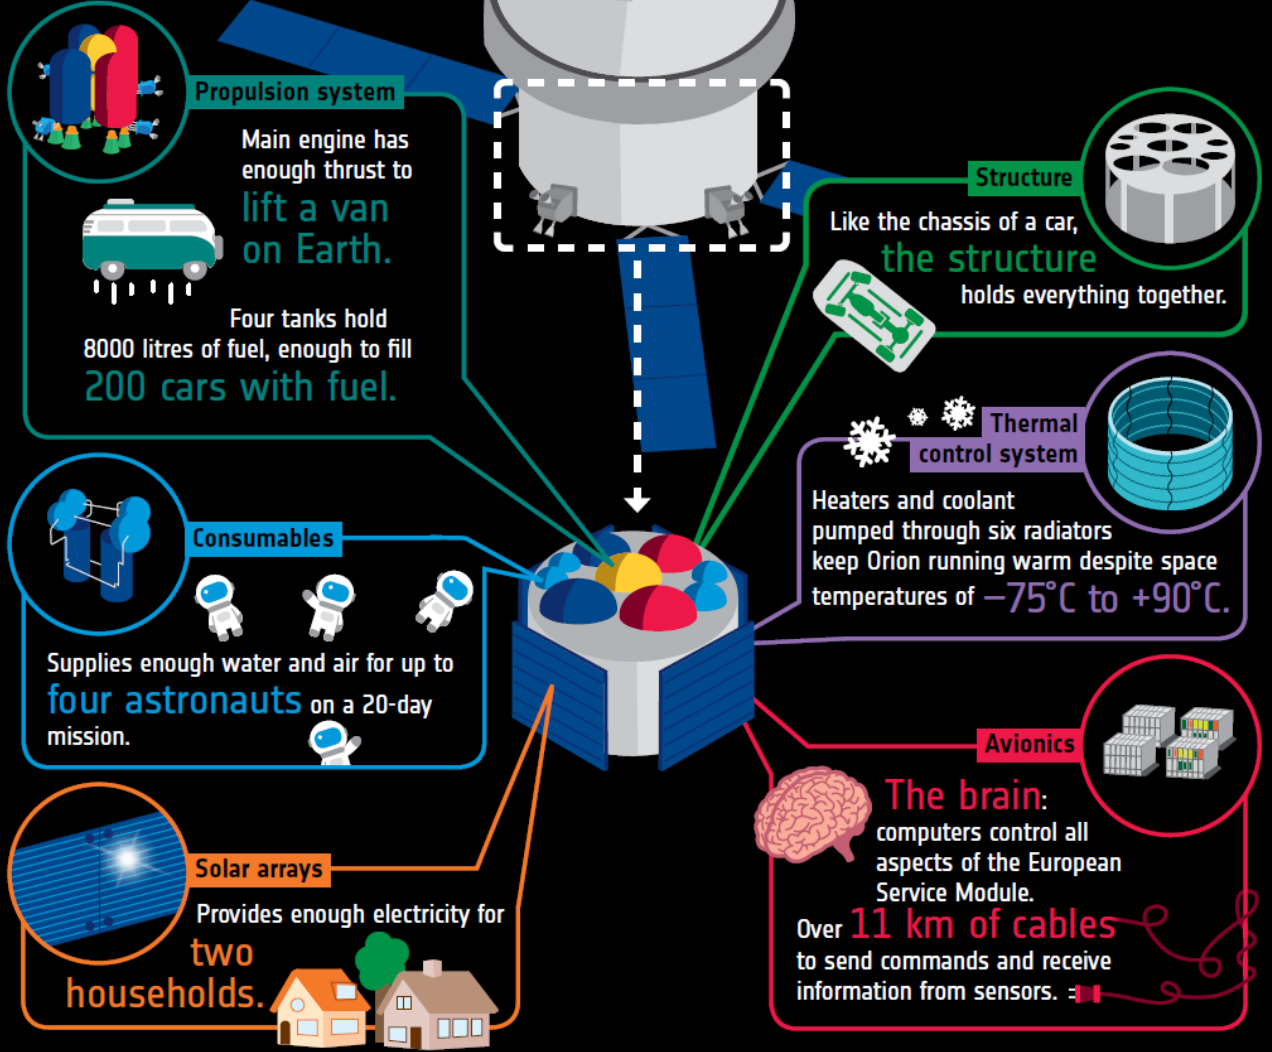 Propulsion system
Main engine has
enough thrust to
lift a van
on Earth.
Four tanks hold
8000 litres of fuel, enough to fill
200 cars with fuel.
Consumables
Supplies enough water and air for up to
four astronauts on a 20-day
mission.
Solar arrays
Provides enough electricity for
two
households.
Structure
Like the chassis of a car,
the structure
holds everything together.
Thermal
control system
Heaters and coolant
pumped through six radiators
keep Orion running warm despite space
temperatures of –75°C to +90°C.
Avionics
The brain:
computers control all
aspects of the European
Service Module.
Over 11 km of cables
to send commands and receive
information from sensors.